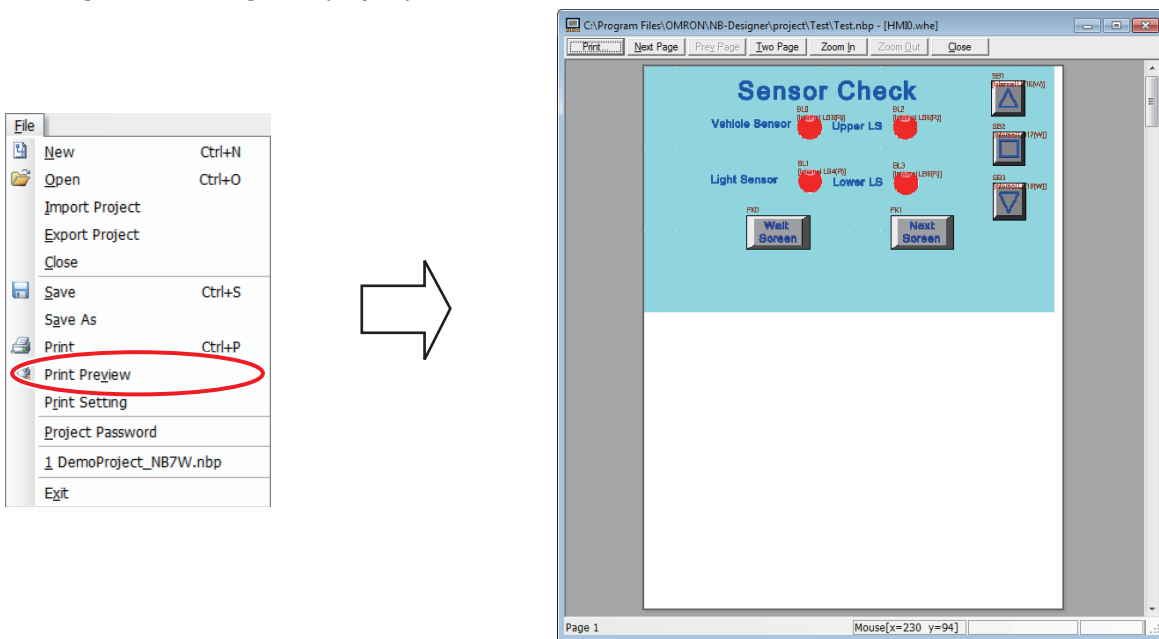 File
New Ctrl+N
Open Ctrl+O
Import Project
Export Project
Close
Save Ctrl+S
Save As
Print Ctrl+P
Print Preview
Print Setting
Project Password
1 DemoProject_NB7W.nbp
Exit
C:\Program Files\OMRON\NB-Designer\project\Test\Test.nbp - [HMI0.whe]
Print... Next Page Prev Page Two Page Zoom In Zoom Out Close
Sensor Check
BL0 BL2
Vehicle Sensor Upper LS
BL1 BL3
Light Sensor Lower LS
SB1
SB2
SB3
FK0 FK1
Wait
Screen
Next
Screen
Page 1 Mouse[x=230 y=94]